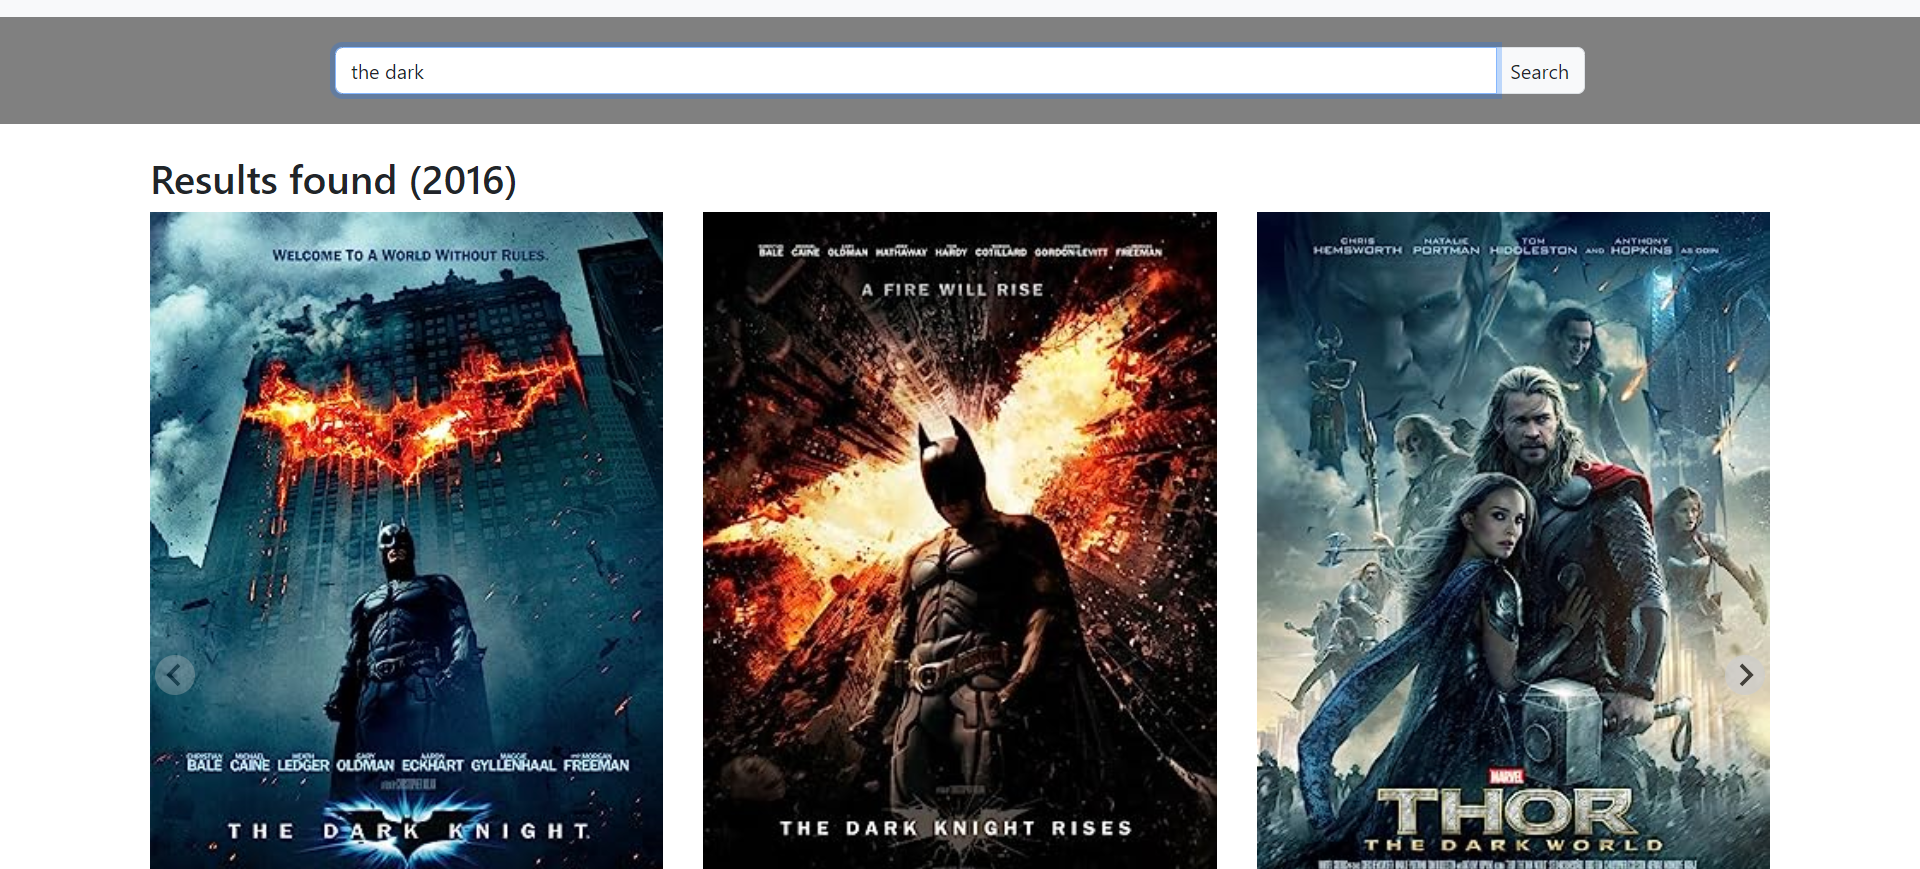 the dark
Search
Results found (2016)
WELCOME TO A WORLD WITHOUT RULES.
CHRISTIAN BALE MICHAEL CAINE HEATH LEDGER GARY OLDMAN AARON ECKHART MAGGIE GYLLENHAAL AND MORGAN FREEMAN
THE DARK KNIGHT
BALE CAINE OLDMAN HATHAWAY HARDY COTILLARD GORDON-LEVITT FREEMAN
A FIRE WILL RISE
THE DARK KNIGHT RISES
CHRIS HEMSWORTH NATALIE PORTMAN TOM HIDDLESTON AND ANTHONY HOPKINS AS ODIN
MARVEL
THOR
THE DARK WORLD